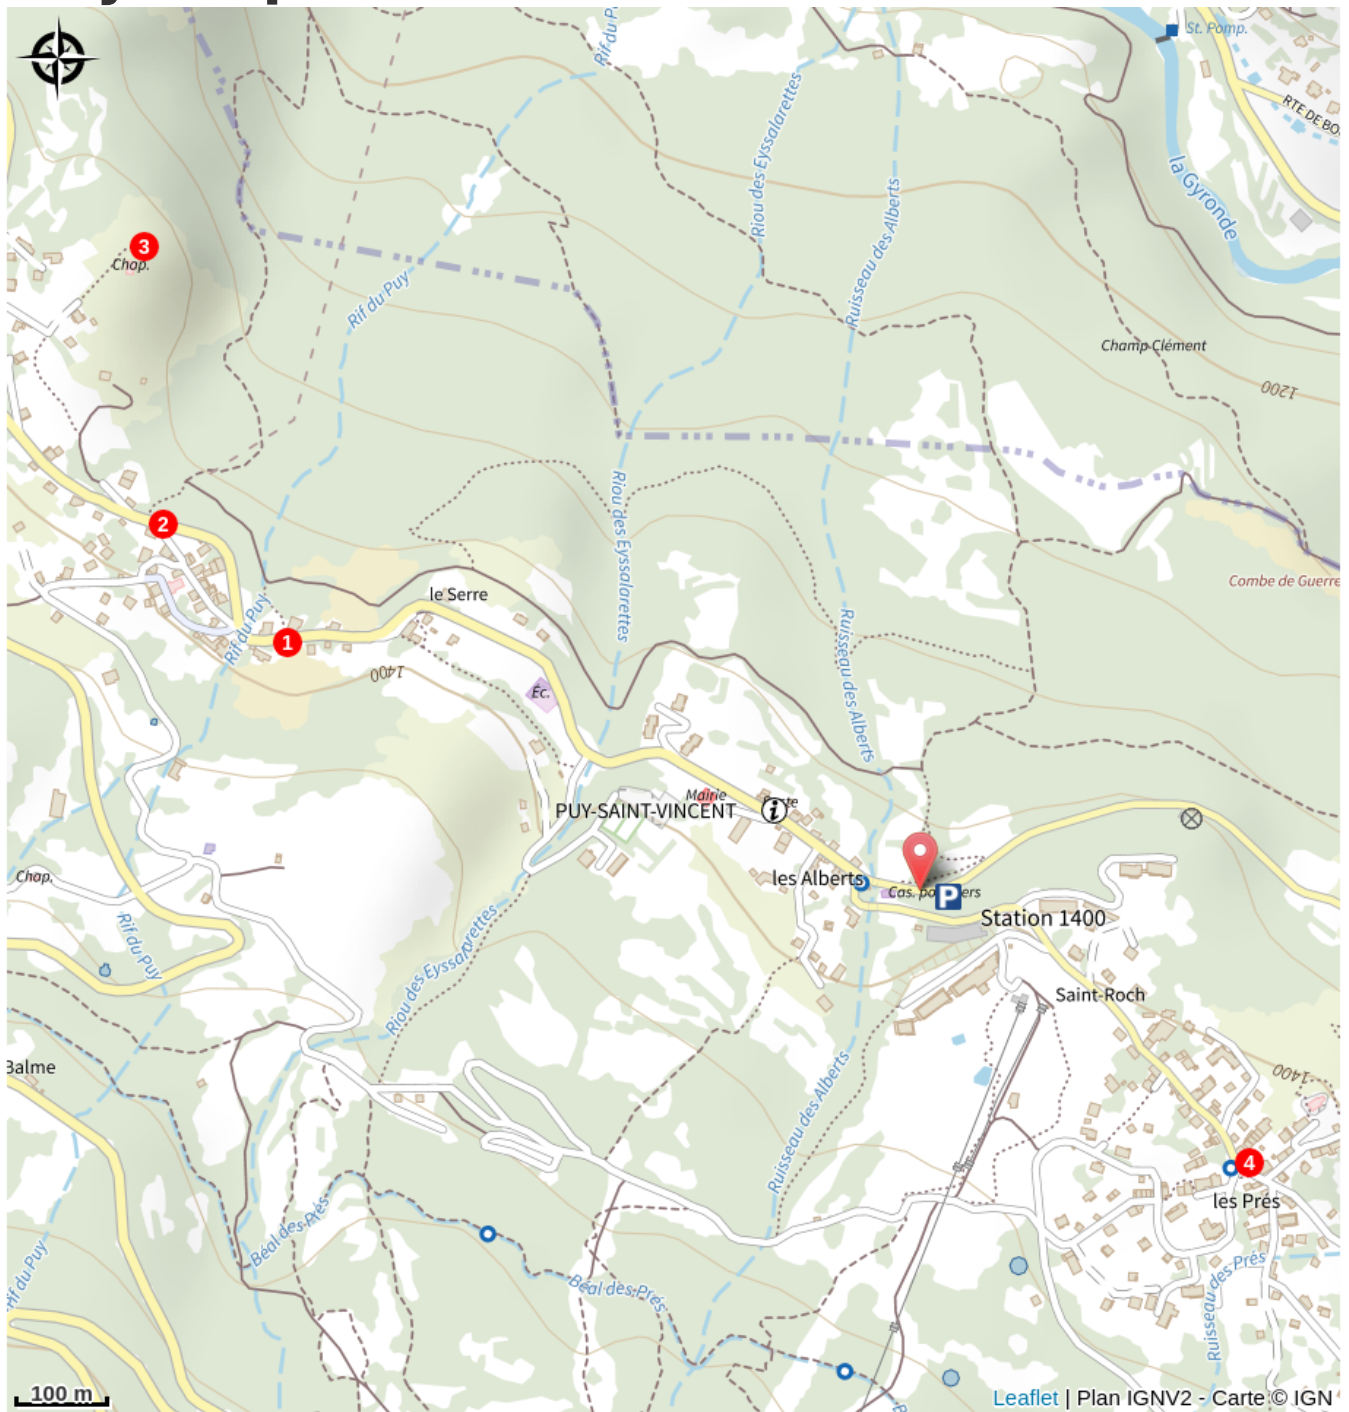 St. Pomp.
RTE DE BO
Rif du P
Riou des Eyssalarettes
Ruisseau des Alberts
la Gyronde
3
Chap.
Rif du Puy
Champ Clément
1200
2
Riou des Eyssalarettes
Combe de Guerre
le Serre
Rif du Puy
1
1400
Ruisseau des Alberts
Éc.
Mairie
PUY-SAINT-VINCENT
i
les Alberts
Cas. po
P
Station 1400
Chap.
Rif du Puy
Riou des Eyssalarettes
Saint-Roch
Balme
1400
Ruisseau des Alberts
4
les Prés
Béal des Prés
Rif du Puy
Béal des Prés
Ruisseau des Prés
100 m
Leaflet | Plan IGNV2 - Carte © IGN